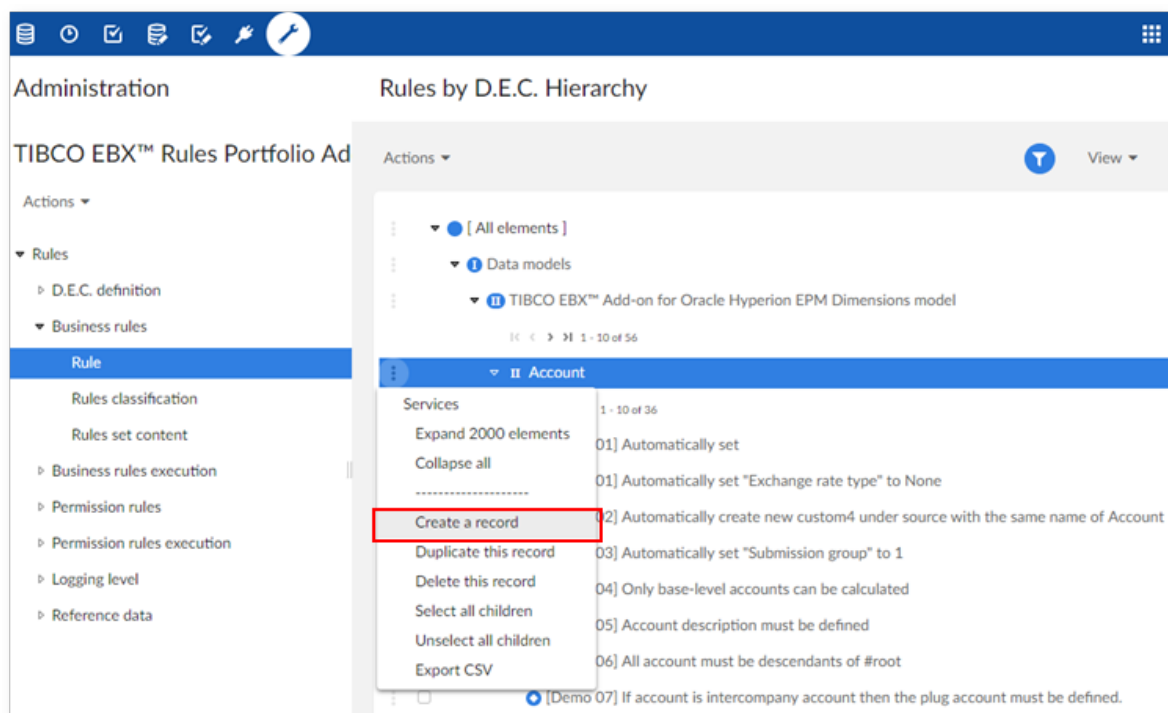 Administration
TIBCO EBX™ Rules Portfolio Ad
Actions
Rules
D.E.C. definition
Business rules
Rule
Rules classification
Rules set content
Business rules execution
Permission rules
Permission rules execution
Logging level
Reference data
Rules by D.E.C. Hierarchy
Actions
View
[ All elements ]
I Data models
II TIBCO EBX™ Add-on for Oracle Hyperion EPM Dimensions model
1 - 10 of 56
II Account
Services
Expand 2000 elements
Collapse all
--------------------
Create a record
Duplicate this record
Delete this record
Select all children
Unselect all children
Export CSV
1 - 10 of 36
01] Automatically set
01] Automatically set "Exchange rate type" to None
02] Automatically create new custom4 under source with the same name of Account
03] Automatically set "Submission group" to 1
04] Only base-level accounts can be calculated
05] Account description must be defined
06] All account must be descendants of #root
[Demo 07] If account is intercompany account then the plug account must be defined.